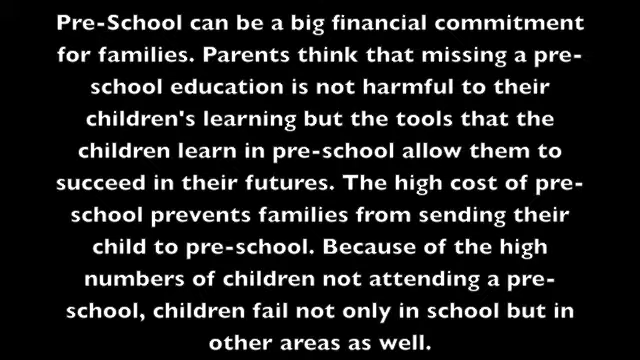 Pre-School can be a big financial commitment
for families. Parents think that missing a pre-
school education is not harmful to their
children's learning but the tools that the
children learn in pre-school allow them to
succeed in their futures. The high cost of pre-
school prevents families from sending their
child to pre-school. Because of the high
numbers of children not attending a pre-
school, children fail not only in school but in
other areas as well.